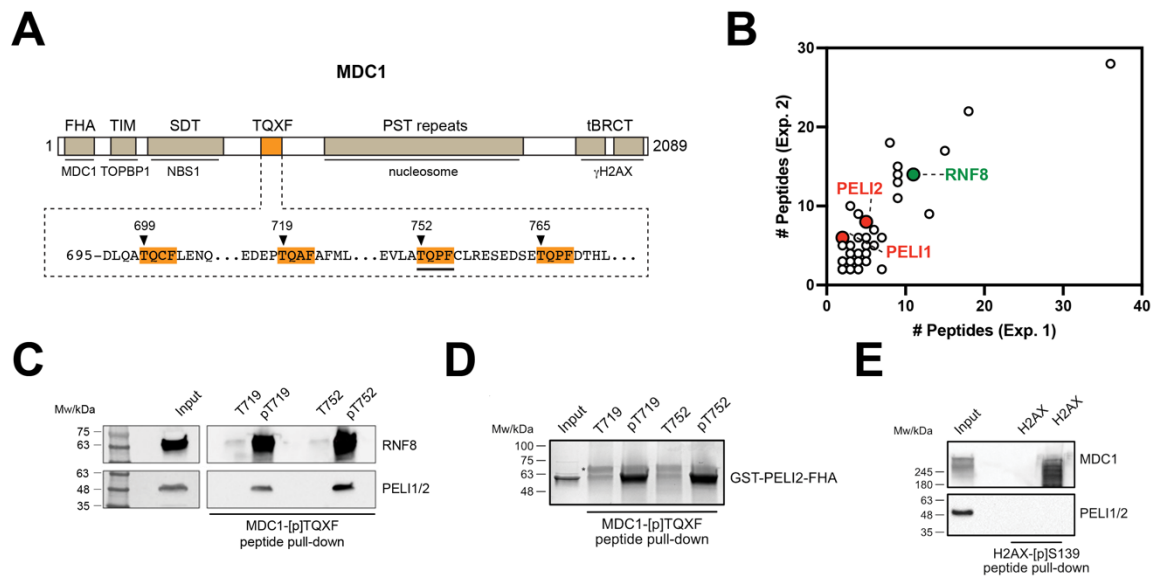 A
MDC1
FHA TIM SDT TQXF PST repeats tBRCT
1 2089
MDC1 TOPBP1 NBS1 nucleosome γH2AX
699 719 752 765
695-DLQATQCFLENQ...EDEPTQAFAFML...EVLATQPFCLRESEDSETQPFDTHL...
B
# Peptides (Exp. 2)
30
20
10
0
PELI2
RNF8
PELI1
0 10 20 30 40
# Peptides (Exp. 1)
C
Mw/kDa
Input T719 pT719 T752 pT752
75
63
RNF8
63
48
35
PELI1/2
MDC1-[p]TQXF
peptide pull-down
D
Mw/kDa
Input T719 pT719 T752 pT752
100
75
63
48
*
GST-PELI2-FHA
MDC1-[p]TQXF
peptide pull-down
E
Mw/kDa
Input H2AX H2AX
245
180
MDC1
63
48
35
PELI1/2
H2AX-[p]S139
peptide pull-down